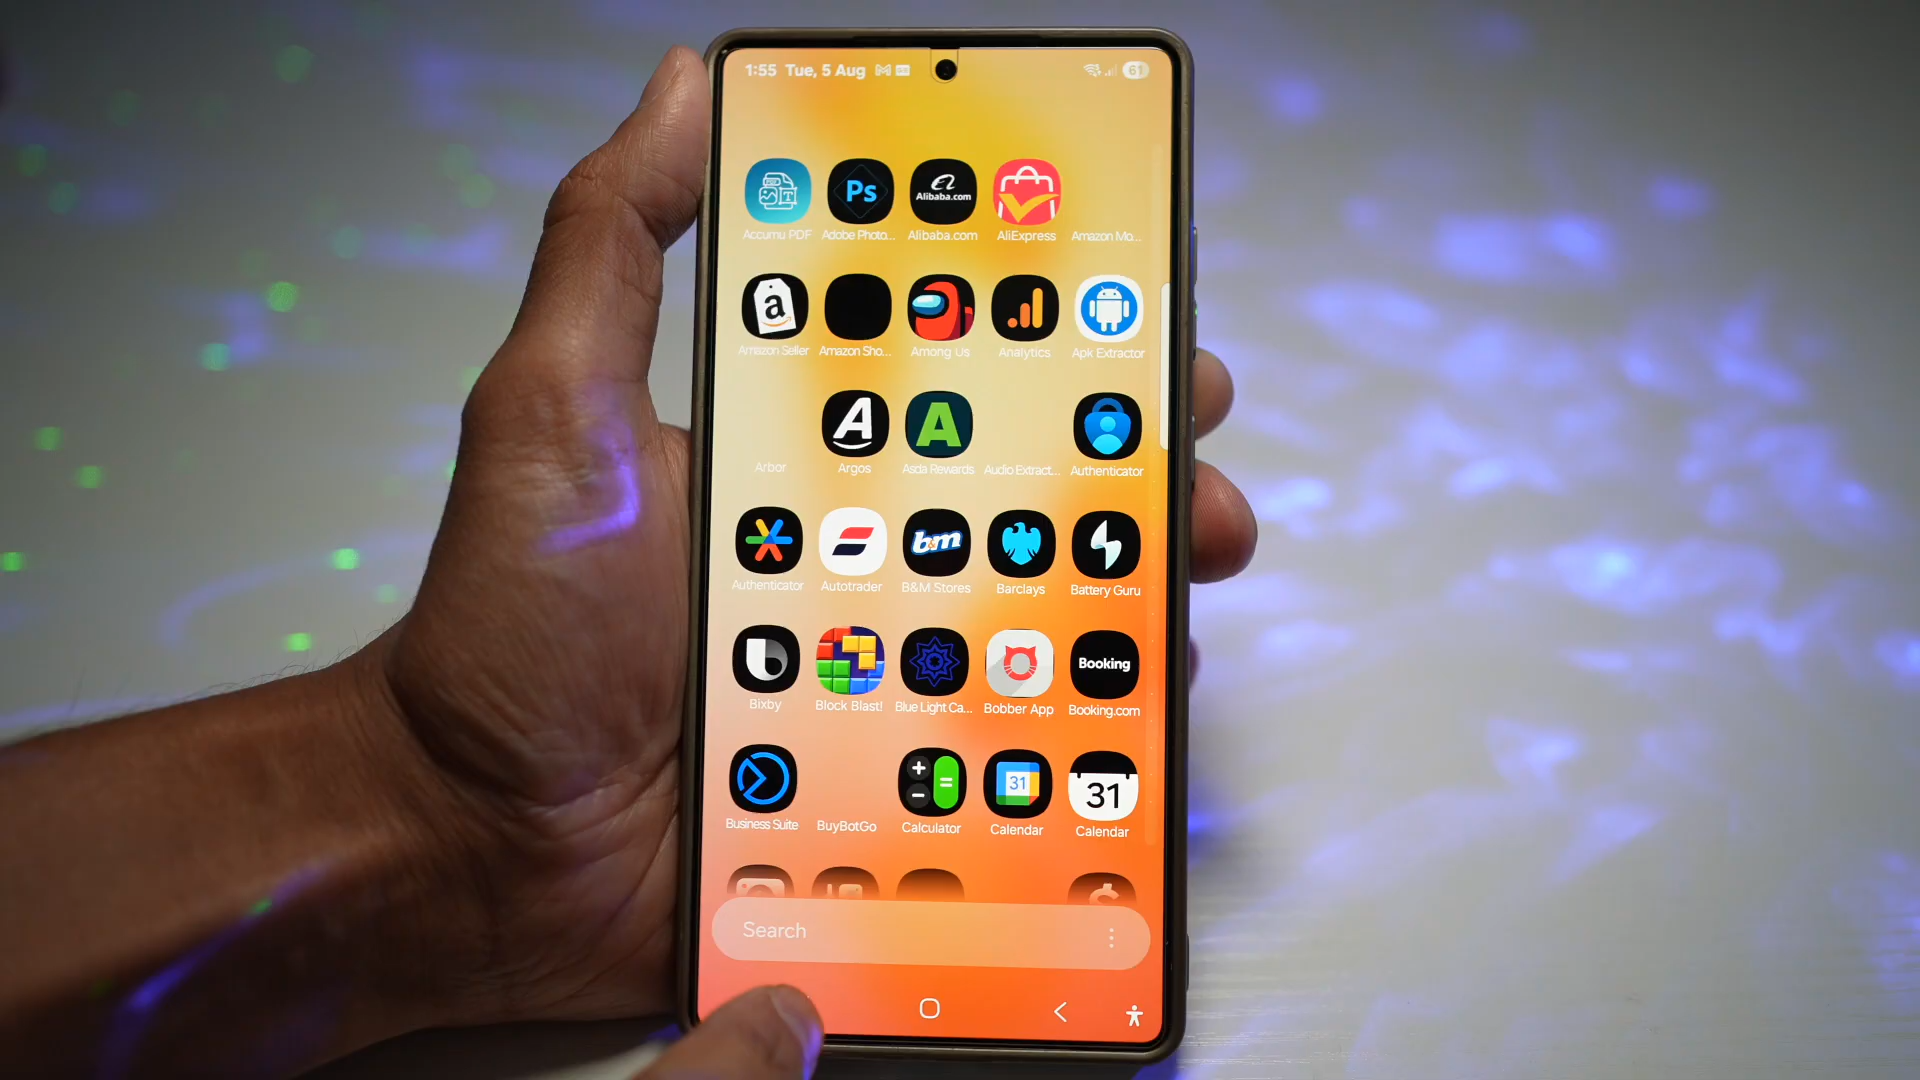 1:55 Tue, 5 Aug 61
Ps Alibaba.com
Accumu PDF Adobe Photo... Alibaba.com AliExpress Amazon Mo...
a
Amazon Seller Amazon Sho... Among Us Analytics Apk Extractor
A A
Arbor Argos Asda Rewards Audio Extract... Authenticator
b&m
Authenticator Autotrader B&M Stores Barclays Battery Guru
Booking
Bixby Block Blast! Blue Light Ca... Bobber App Booking.com
+ − = 31 31
Business Suite BuyBotGo Calculator Calendar Calendar
Search